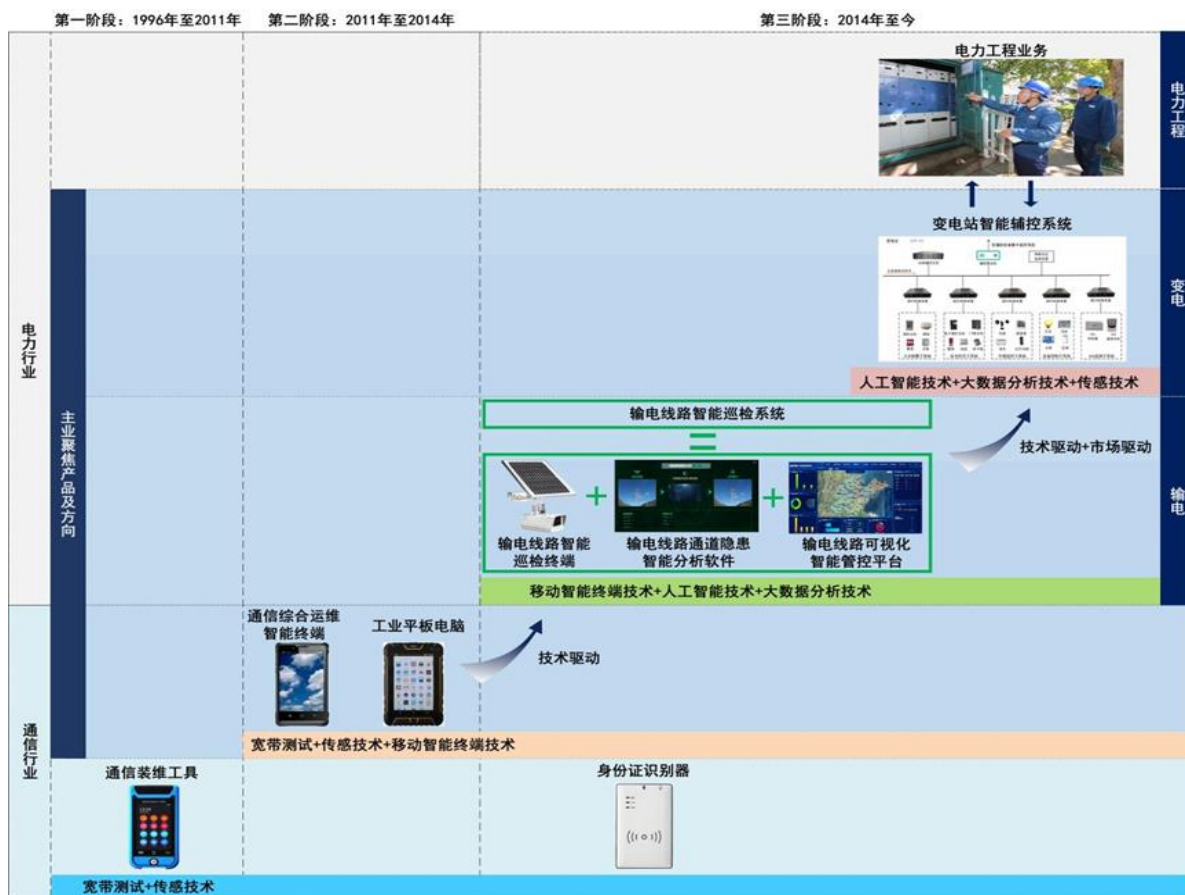 第一阶段：1996年至2011年
第二阶段：2011年至2014年
第三阶段：2014年至今
电力工程业务
电力工程
变电站智能辅控系统
变电
人工智能技术+大数据分析技术+传感技术
电力行业
主业聚焦产品及方向
输电线路智能巡检系统
技术驱动+市场驱动
输电
输电线路智能
巡检终端
输电线路通道隐患
智能分析软件
输电线路可视化
智能管控平台
移动智能终端技术+人工智能技术+大数据分析技术
通信综合运维
智能终端
工业平板电脑
技术驱动
宽带测试+传感技术+移动智能终端技术
通信行业
通信装维工具
身份证识别器
宽带测试+传感技术